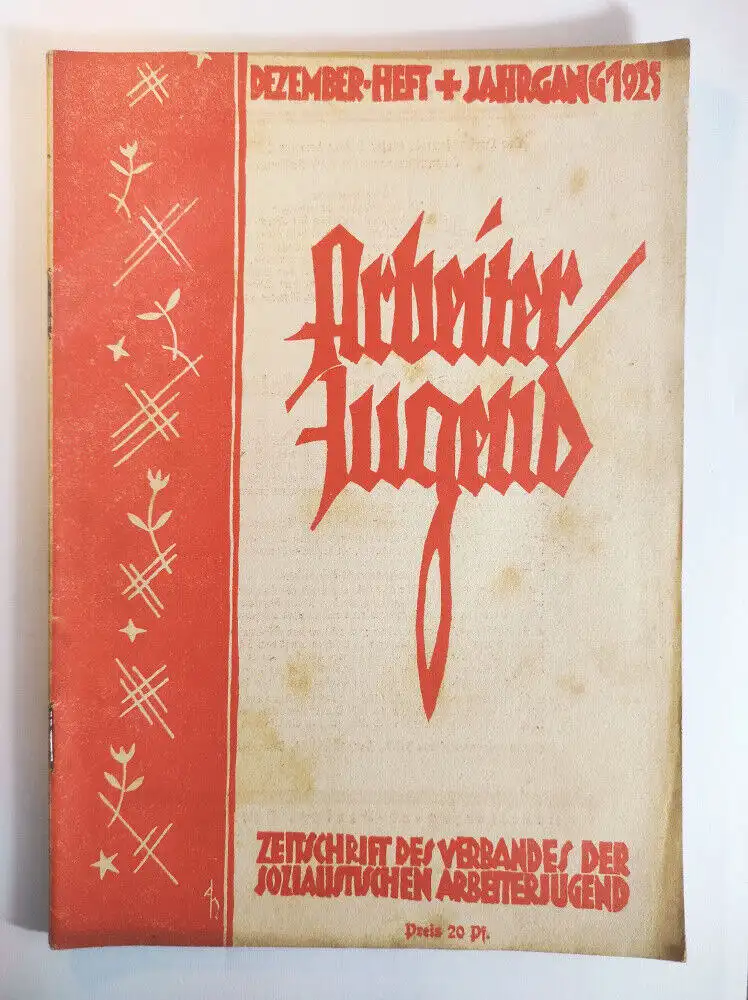 DEZEMBER-HEFT + JAHRGANG 1925
Arbeiter
Jugend
ZEITSCHRIFT DES VERBANDES DER
SOZIALISTISCHEN ARBEITERJUGEND
Preis 20 Pf.